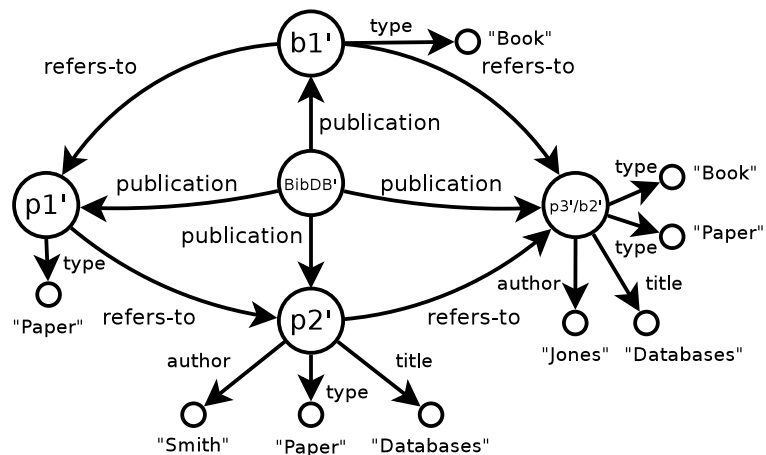 b1'
type
"Book"
refers-to
refers-to
publication
p1'
publication
BibDB'
publication
p3'/b2'
type
"Book"
type
"Paper"
publication
type
"Paper"
refers-to
p2'
refers-to
author
title
"Jones"
"Databases"
author
type
title
"Smith"
"Paper"
"Databases"